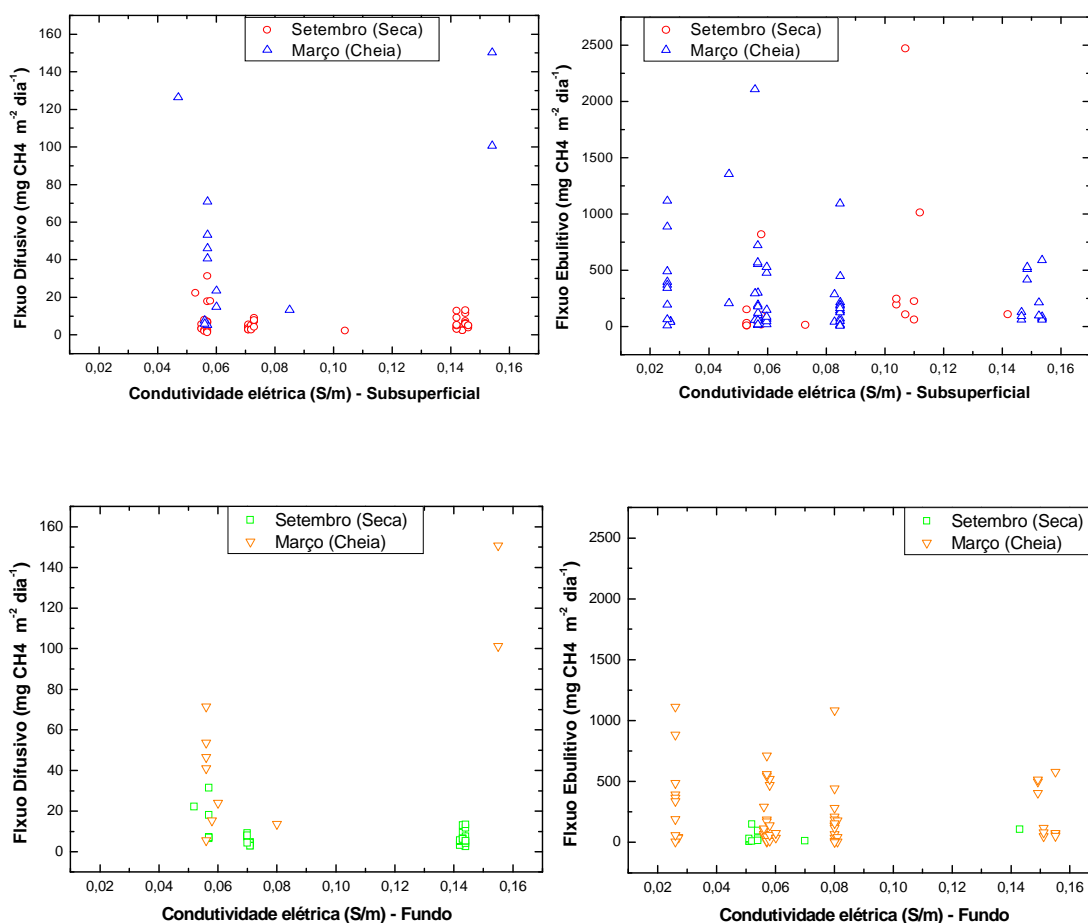 Setembro (Seca)
Março (Cheia)
160
140
120
100
80
60
40
20
0
Flxuo Difusivo (mg CH4 m-2 dia-1)
0,02 0,04 0,06 0,08 0,10 0,12 0,14 0,16
Condutividade elétrica (S/m) - Subsuperficial
Setembro (Seca)
Março (Cheia)
2500
2000
1500
1000
500
0
Flxuo Ebulitivo (mg CH4 m-2 dia-1)
0,02 0,04 0,06 0,08 0,10 0,12 0,14 0,16
Condutividade elétrica (S/m) - Subsuperficial
Setembro (Seca)
Março (Cheia)
160
140
120
100
80
60
40
20
0
Flxuo Difusivo (mg CH4 m-2 dia-1)
0,02 0,04 0,06 0,08 0,10 0,12 0,14 0,16
Condutividade elétrica (S/m) - Fundo
Setembro (Seca)
Março (Cheia)
2500
2000
1500
1000
500
0
Flxuo Ebulitivo (mg CH4 m-2 dia-1)
0,02 0,04 0,06 0,08 0,10 0,12 0,14 0,16
Condutividade elétrica (S/m) - Fundo